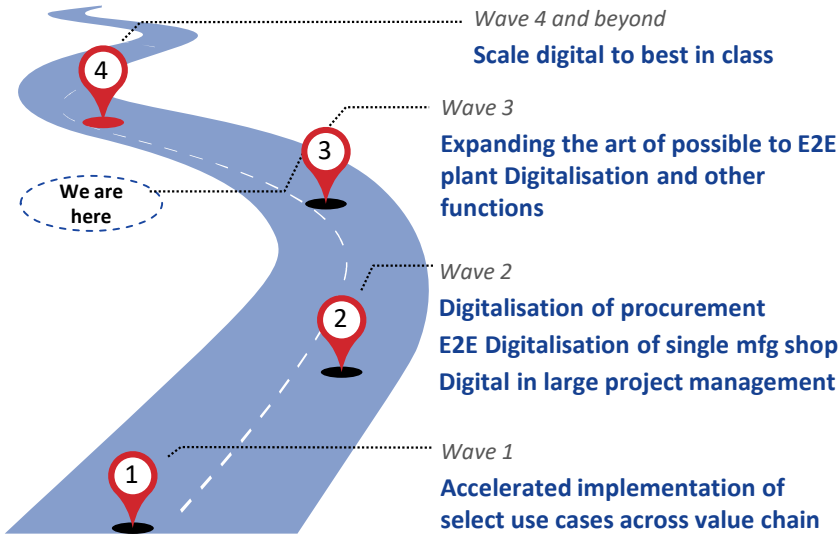 Wave 4 and beyond
Scale digital to best in class
4
Wave 3
Expanding the art of possible to E2E
plant Digitalisation and other
functions
3
We are
here
Wave 2
Digitalisation of procurement
E2E Digitalisation of single mfg shop
Digital in large project management
2
Wave 1
Accelerated implementation of
select use cases across value chain
1